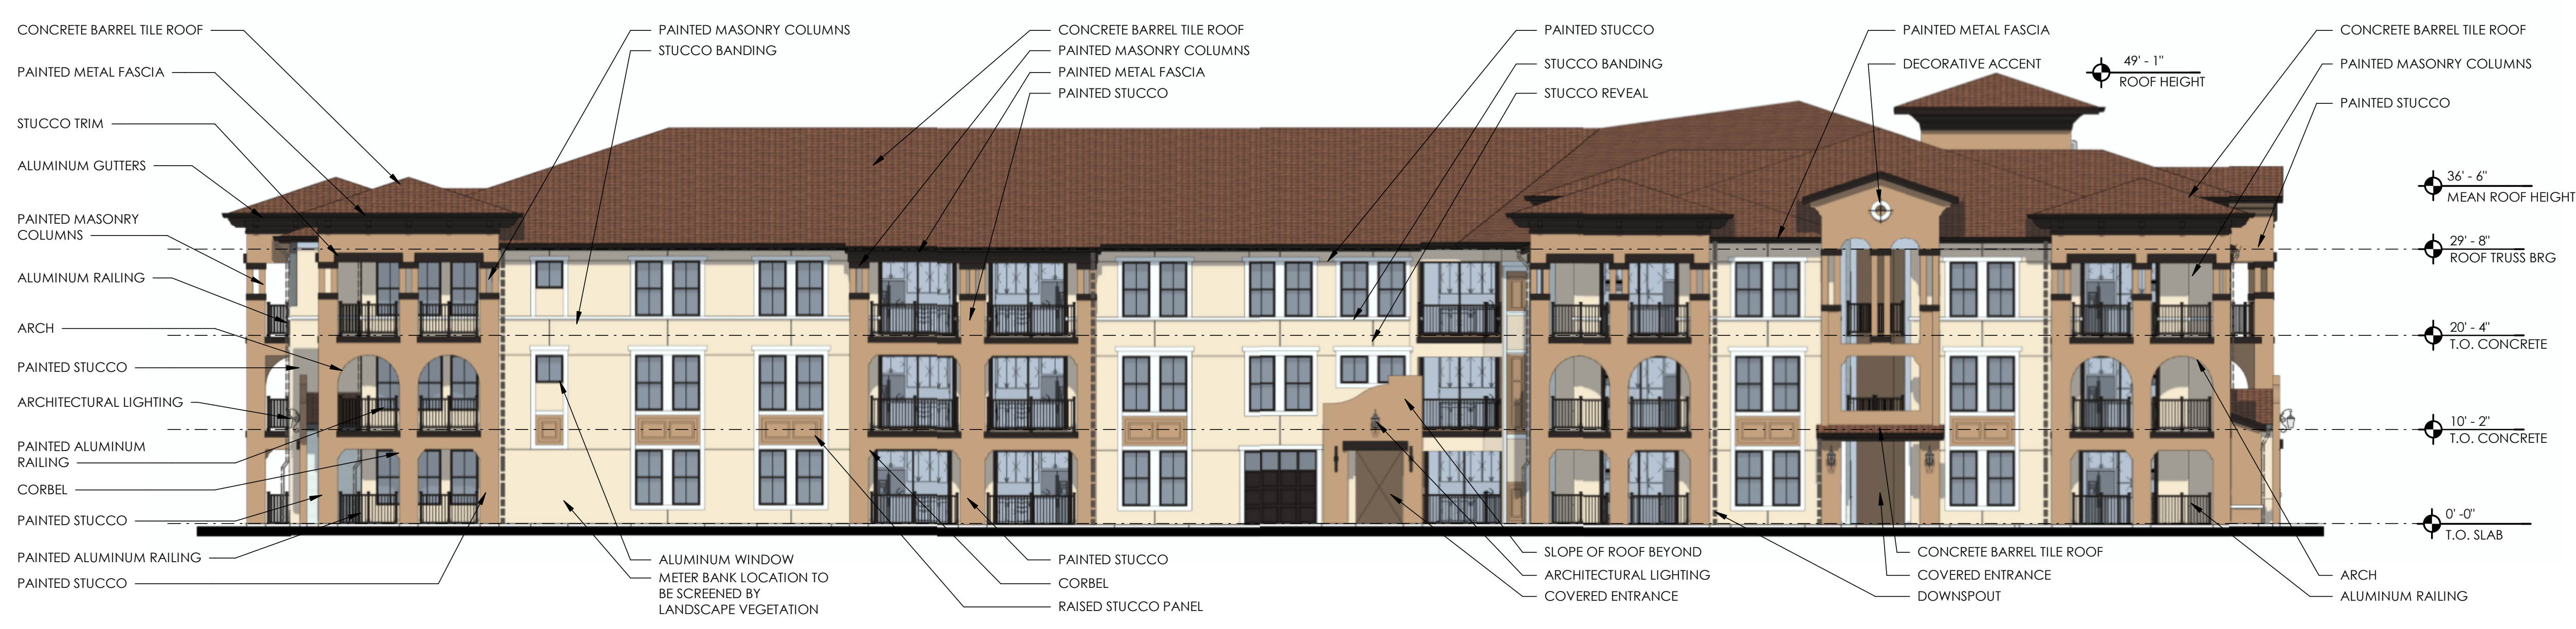 CONCRETE BARREL TILE ROOF
PAINTED METAL FASCIA
STUCCO TRIM
ALUMINUM GUTTERS
PAINTED MASONRY
COLUMNS
ALUMINUM RAILING
ARCH
PAINTED STUCCO
ARCHITECTURAL LIGHTING
PAINTED ALUMINUM
RAILING
CORBEL
PAINTED STUCCO
PAINTED ALUMINUM RAILING
PAINTED STUCCO
PAINTED MASONRY COLUMNS
STUCCO BANDING
CONCRETE BARREL TILE ROOF
PAINTED MASONRY COLUMNS
PAINTED METAL FASCIA
PAINTED STUCCO
PAINTED STUCCO
STUCCO BANDING
STUCCO REVEAL
PAINTED METAL FASCIA
DECORATIVE ACCENT
49' - 1"
ROOF HEIGHT
CONCRETE BARREL TILE ROOF
PAINTED MASONRY COLUMNS
PAINTED STUCCO
36' - 6"
MEAN ROOF HEIGHT
29' - 8"
ROOF TRUSS BRG
20' - 4"
T.O. CONCRETE
10' - 2"
T.O. CONCRETE
0' -0"
T.O. SLAB
ALUMINUM WINDOW
METER BANK LOCATION TO
BE SCREENED BY
LANDSCAPE VEGETATION
PAINTED STUCCO
CORBEL
RAISED STUCCO PANEL
SLOPE OF ROOF BEYOND
ARCHITECTURAL LIGHTING
COVERED ENTRANCE
CONCRETE BARREL TILE ROOF
COVERED ENTRANCE
DOWNSPOUT
ARCH
ALUMINUM RAILING